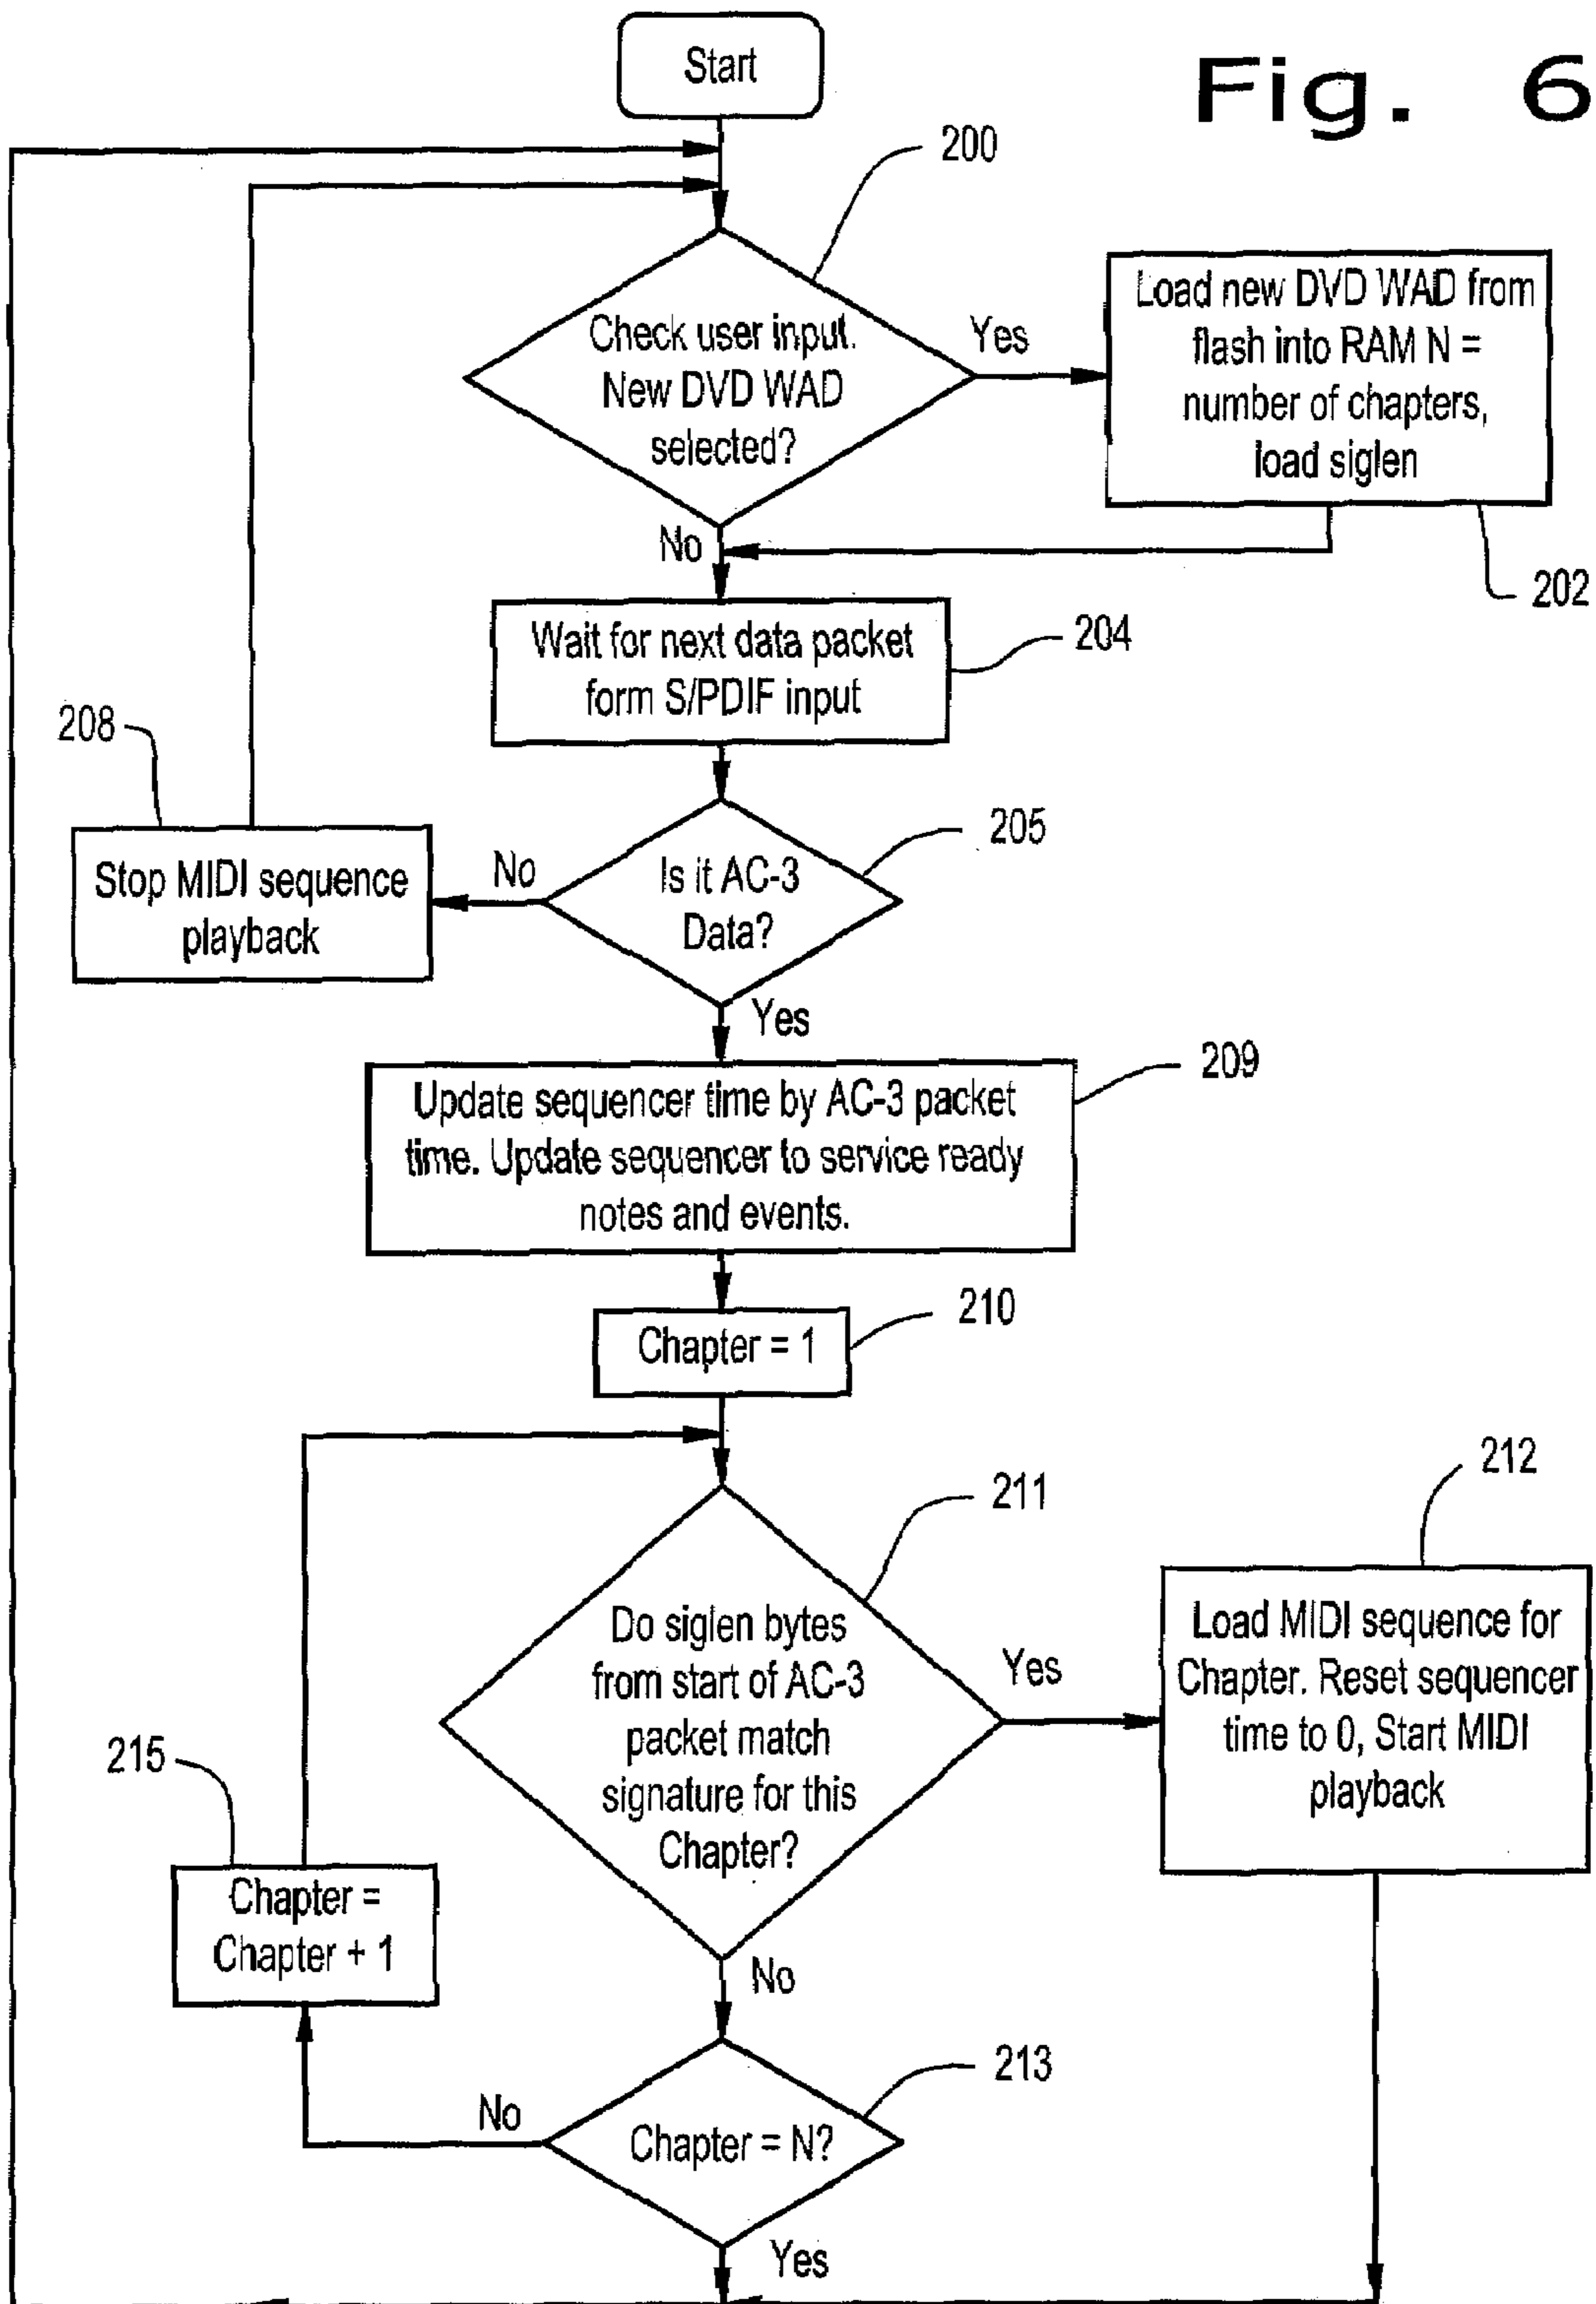 Fig. 6
Start
200
Check user input.
New DVD WAD
selected?
Yes
Load new DVD WAD from
flash into RAM N =
number of chapters,
load siglen
202
No
Wait for next data packet
form S/PDIF input
204
205
Is it AC-3
Data?
No
208
Stop MIDI sequence
playback
Yes
209
Update sequencer time by AC-3 packet
time. Update sequencer to service ready
notes and events.
210
Chapter = 1
211
Do siglen bytes
from start of AC-3
packet match
signature for this
Chapter?
Yes
212
Load MIDI sequence for
Chapter. Reset sequencer
time to 0, Start MIDI
playback
215
Chapter =
Chapter + 1
No
213
Chapter = N?
No
Yes